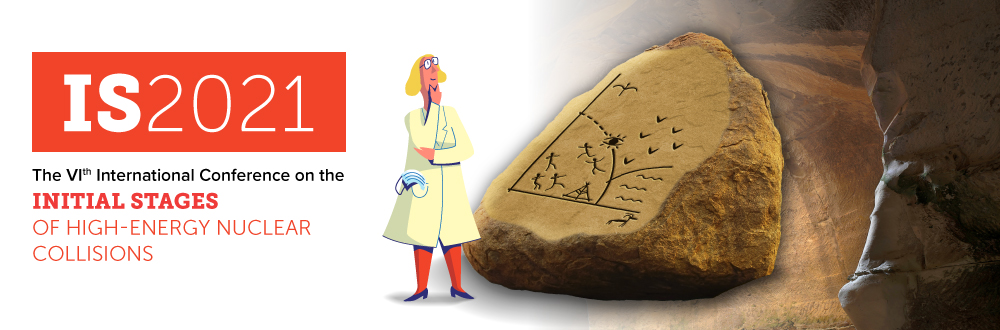 IS2021
The VIth International Conference on the
INITIAL STAGES
OF HIGH-ENERGY NUCLEAR
COLLISIONS